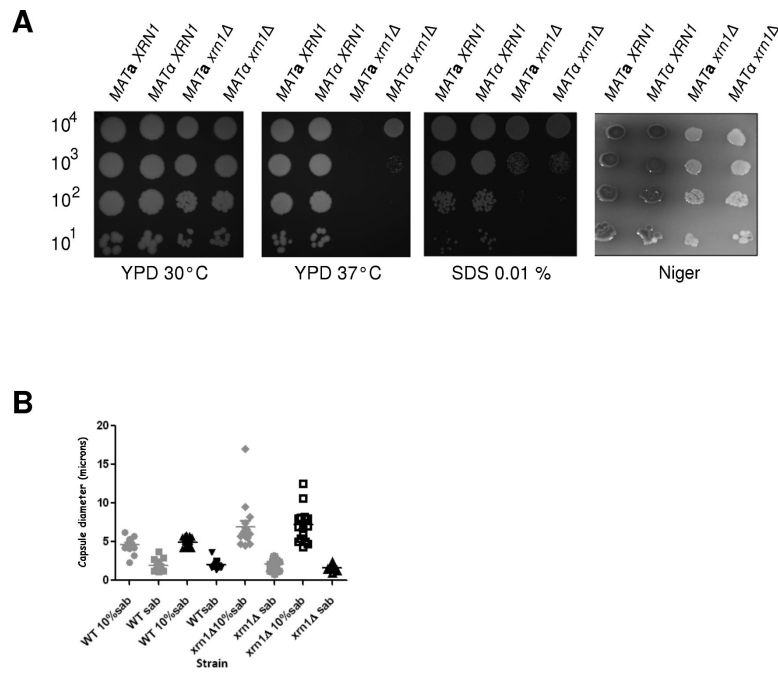 A
MATa XRN1 MATα XRN1 MATa xrn1Δ MATα xrn1Δ MATa XRN1 MATα XRN1 MATa xrn1Δ MATα xrn1Δ MATa XRN1 MATα XRN1 MATa xrn1Δ MATα xrn1Δ MATa XRN1 MATα XRN1 MATa xrn1Δ MATα xrn1Δ
10⁴
10³
10²
10¹
YPD 30°C YPD 37°C SDS 0.01 % Niger
B
Capsule diameter (microns)
20
15
10
5
0
WT 10%sab WT sab WT 10%sab WTsab xrn1Δ10%sab xrn1Δ sab xrn1Δ 10%sab xrn1Δ sab
Strain